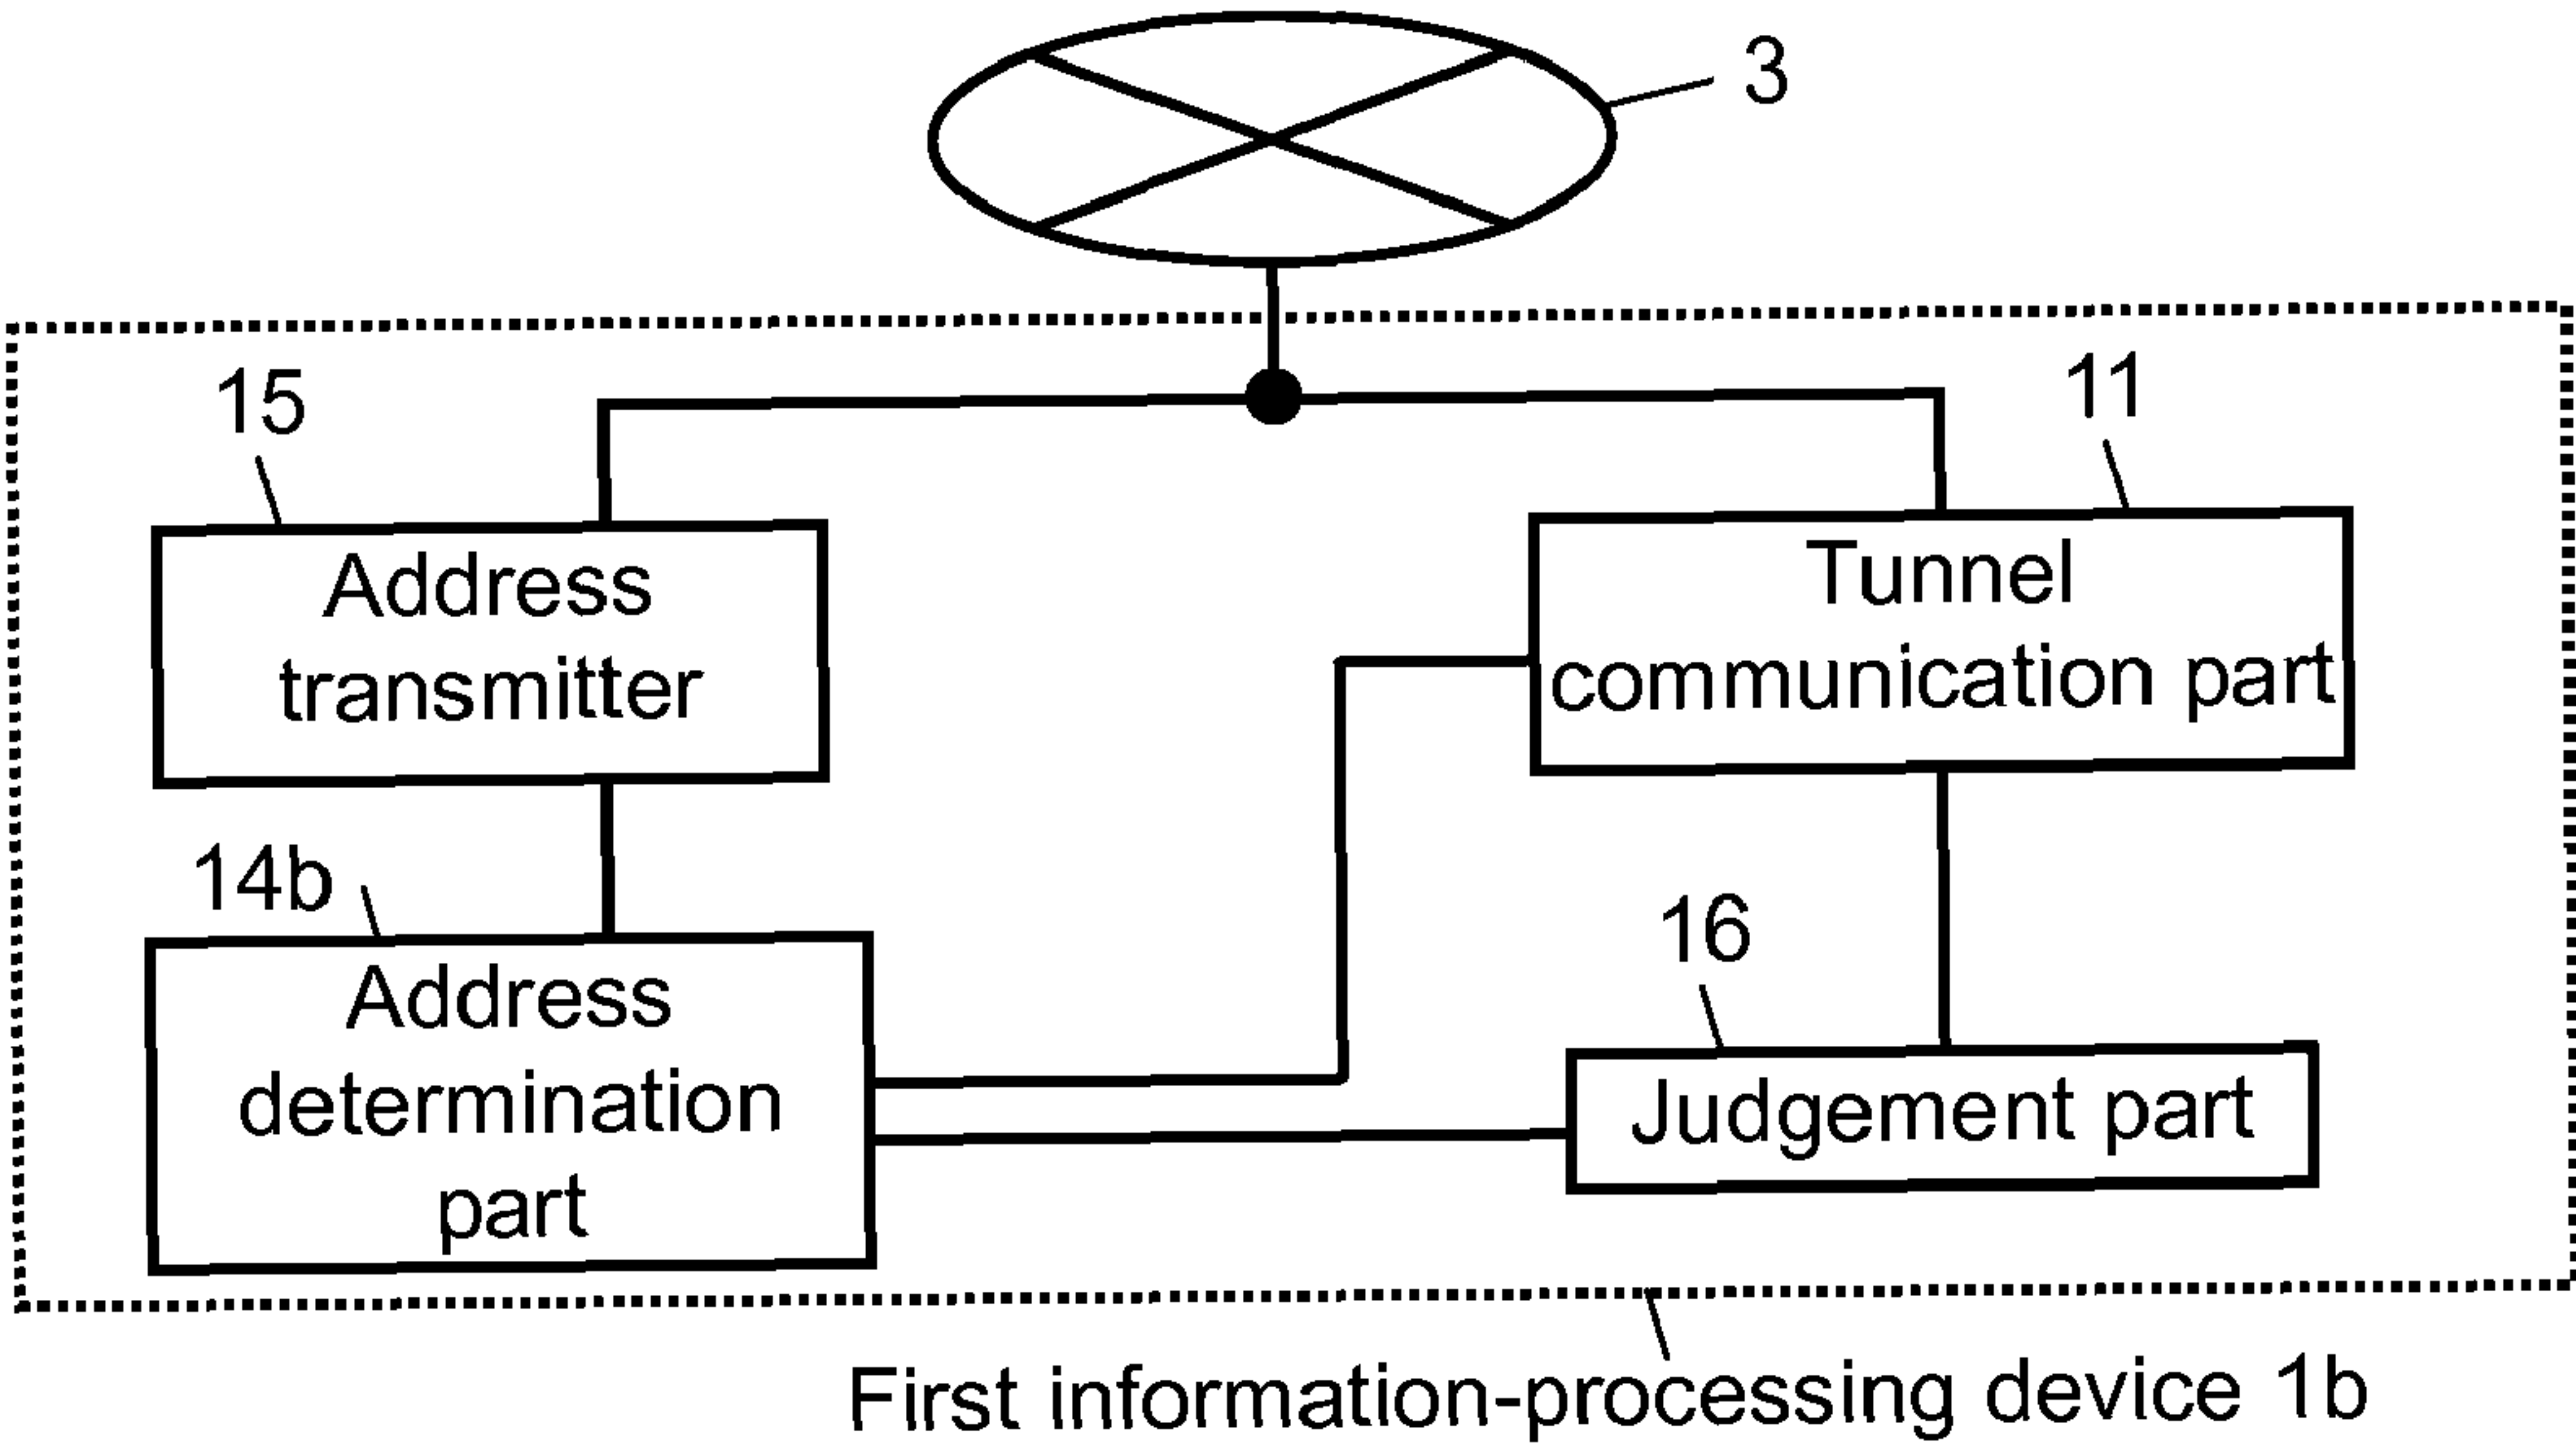 3
15
11
Address
transmitter
Tunnel
communication part
14b
16
Address
determination
part
Judgement part
First information-processing device 1b